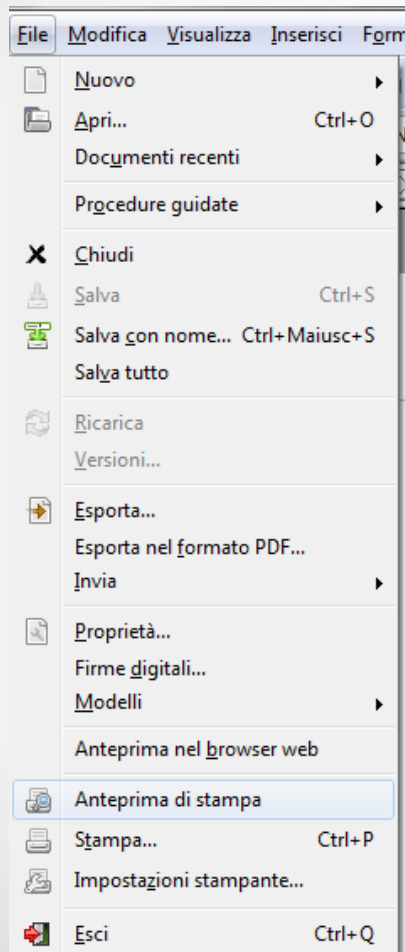 File Modifica Visualizza Inserisci Form
Nuovo
Apri... Ctrl+O
Documenti recenti
Procedure guidate
Chiudi
Salva Ctrl+S
Salva con nome... Ctrl+Maiusc+S
Salva tutto
Ricarica
Versioni...
Esporta...
Esporta nel formato PDF...
Invia
Proprietà...
Firme digitali...
Modelli
Anteprima nel browser web
Anteprima di stampa
Stampa... Ctrl+P
Impostazioni stampante...
Esci Ctrl+Q